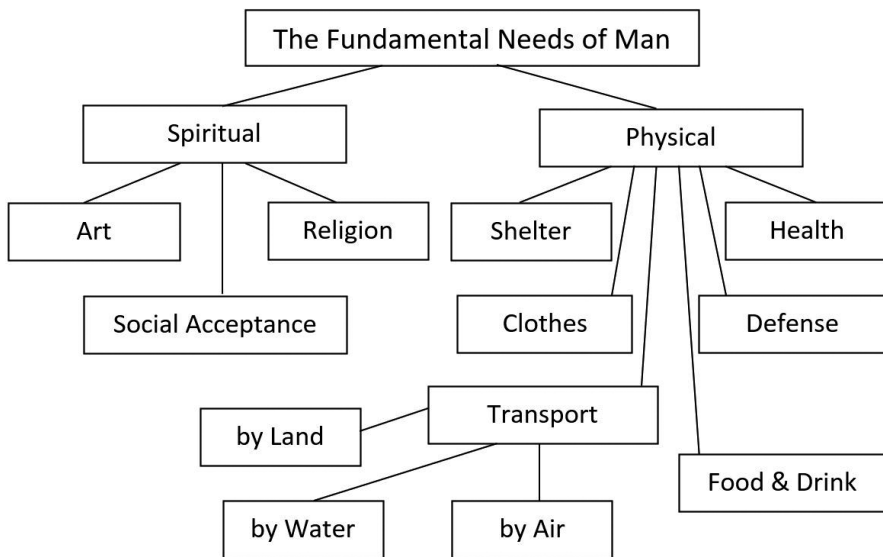 The Fundamental Needs of Man
Spiritual
Physical
Art
Religion
Shelter
Health
Social Acceptance
Clothes
Defense
Transport
by Land
Food & Drink
by Water
by Air